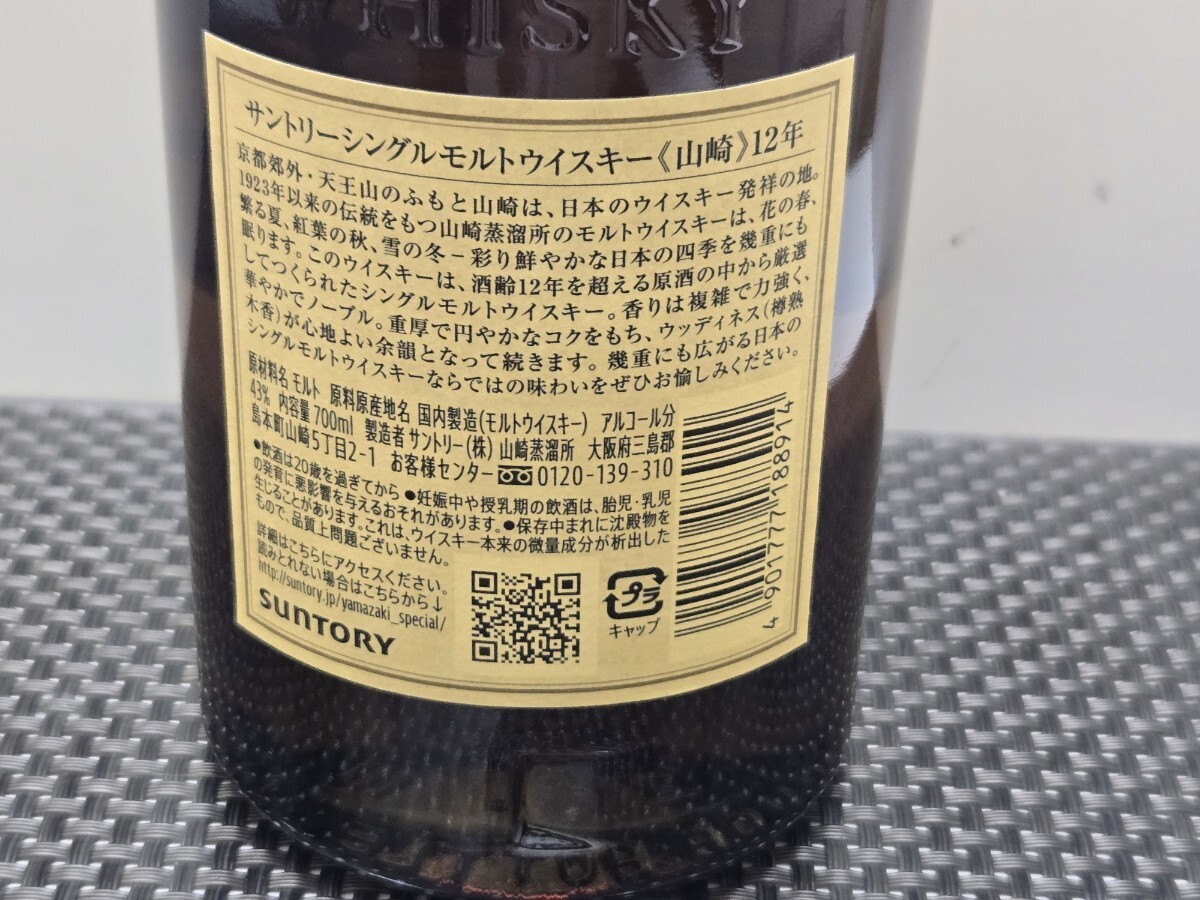 WHISKY
サントリーシングルモルトウイスキー《山崎》12年
京都郊外・天王山のふもと山崎は、日本のウイスキー発祥の地。
1923年以来の伝統をもつ山崎蒸溜所のモルトウイスキーは、花の春、
繁る夏、紅葉の秋、雪の冬－彩り鮮やかな日本の四季を幾重にも
眠ります。このウイスキーは、酒齢12年を超える原酒の中から厳選
してつくられたシングルモルトウイスキー。香りは複雑で力強く、
華やかでノーブル。重厚で円やかなコクをもち、ウッディネス(樽熟
木香)が心地よい余韻となって続きます。幾重にも広がる日本の
シングルモルトウイスキーならではの味わいをぜひお愉しみください。
原材料名 モルト 原料原産地名 国内製造(モルトウイスキー) アルコール分
43% 内容量700ml 製造者サントリー(株) 山崎蒸溜所 大阪府三島郡
島本町山崎5丁目2-1 お客様センター 0120-139-310
●飲酒は20歳を過ぎてから ●妊娠中や授乳期の飲酒は、胎児・乳児
の発育に悪影響を与えるおそれがあります。●保存中まれに沈殿物を
生じることがあります。これは、ウイスキー本来の微量成分が析出した
もので、品質上問題ございません。
詳細はこちらにアクセスください。
読みとれない場合はこちらから↓
http://suntory.jp/yamazaki_special/
SUNTORY
プラ
キャップ
4 901777 188914